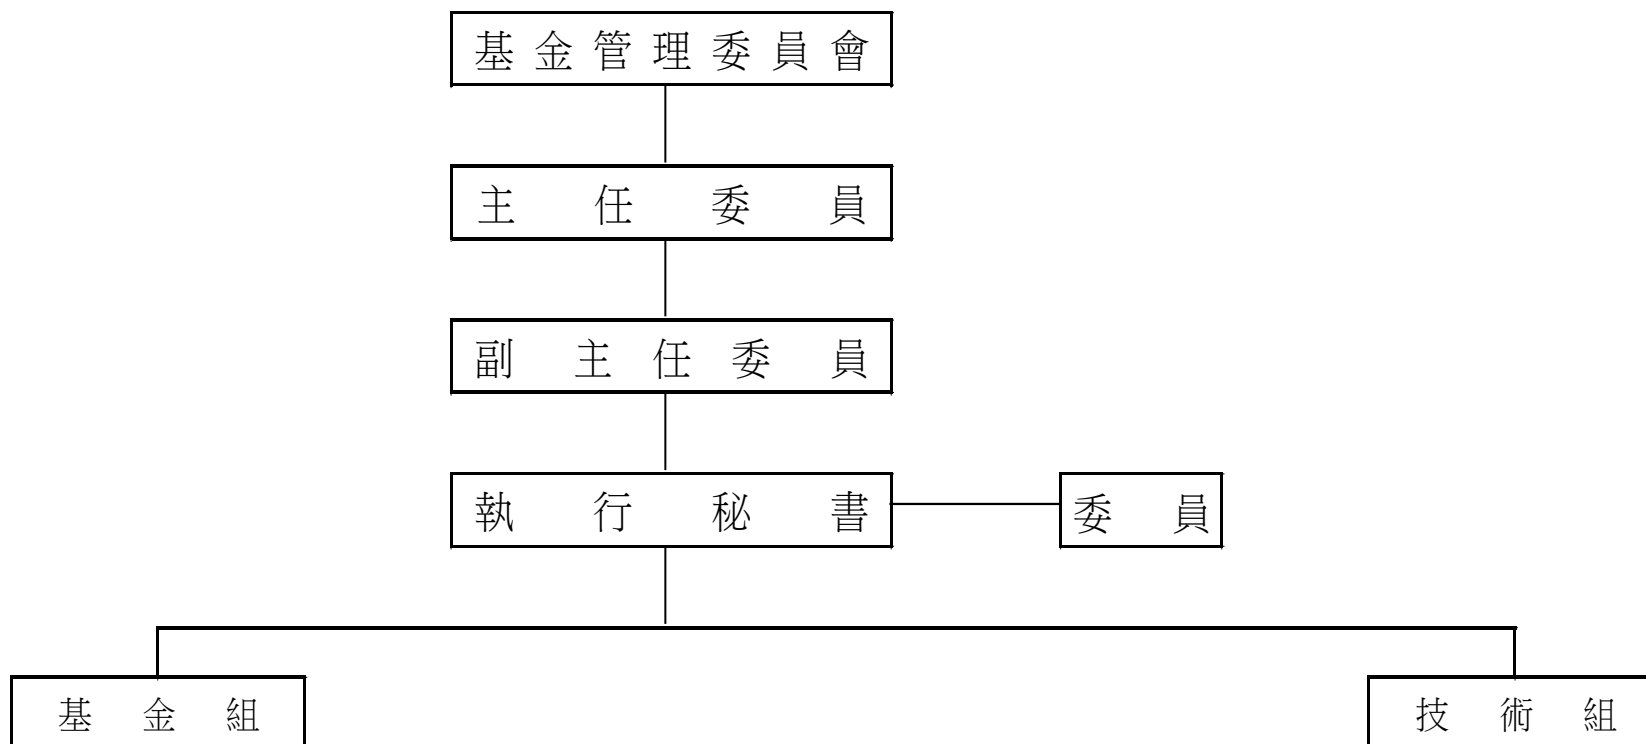 基金管理委員會
主任委員
副主任委員
執行秘書
委員
基金組
技術組